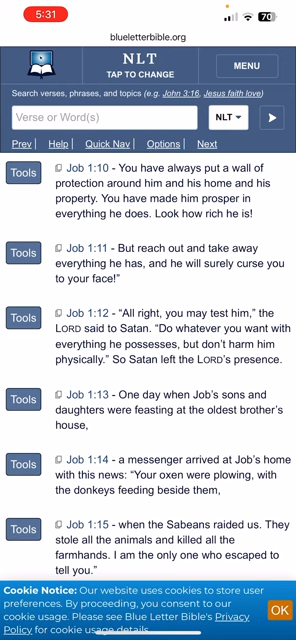 5:31
NLT
70
blueletterbible.org
NLT
TAP TO CHANGE
MENU
Search verses, phrases, and topics (e.g. John 3:16, Jesus faith love)
Verse or Word(s)
NLT
Prev | Help | Quick Nav | Options | Next
Tools
Job 1:10 - You have always put a wall of
protection around him and his home and his
property. You have made him prosper in
everything he does. Look how rich he is!
Tools
Job 1:11 - But reach out and take away
everything he has, and he will surely curse you
to your face!”
Tools
Job 1:12 - “All right, you may test him,” the
LORD said to Satan. “Do whatever you want with
everything he possesses, but don’t harm him
physically.” So Satan left the LORD’s presence.
Tools
Job 1:13 - One day when Job’s sons and
daughters were feasting at the oldest brother’s
house,
Tools
Job 1:14 - a messenger arrived at Job’s home
with this news: “Your oxen were plowing, with
the donkeys feeding beside them,
Tools
Job 1:15 - when the Sabeans raided us. They
stole all the animals and killed all the
farmhands. I am the only one who escaped to
tell you.”
Cookie Notice: Our website uses cookies to store user
preferences. By proceeding, you consent to our
cookie usage. Please see Blue Letter Bible's Privacy
Policy for cookie usage details.
OK